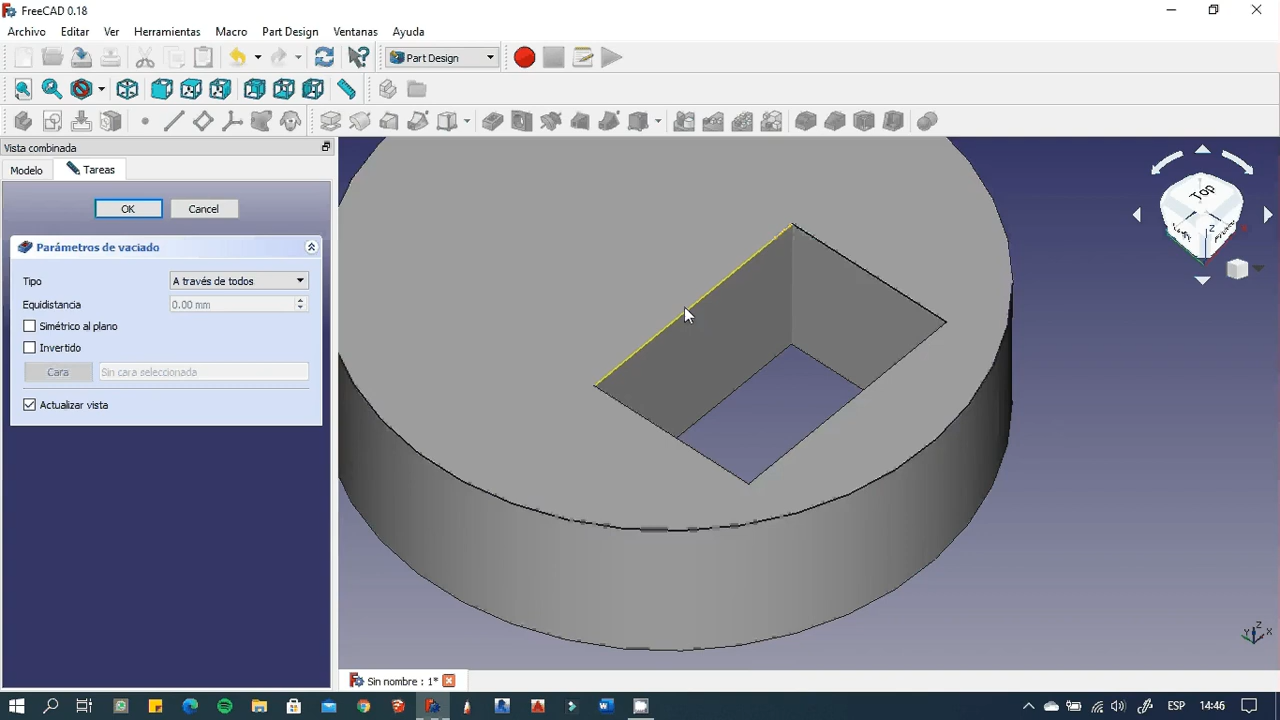 FreeCAD 0.18
Archivo Editar Ver Herramientas Macro Part Design Ventanas Ayuda
Part Design
Vista combinada
Modelo Tareas
OK Cancel
Parámetros de vaciado
Tipo A través de todos
Equidistancia 0.00 mm
Simétrico al plano
Invertido
Cara Sin cara seleccionada
Actualizar vista
Top
Z
Z
Y X
Sin nombre : 1*
ESP 14:46